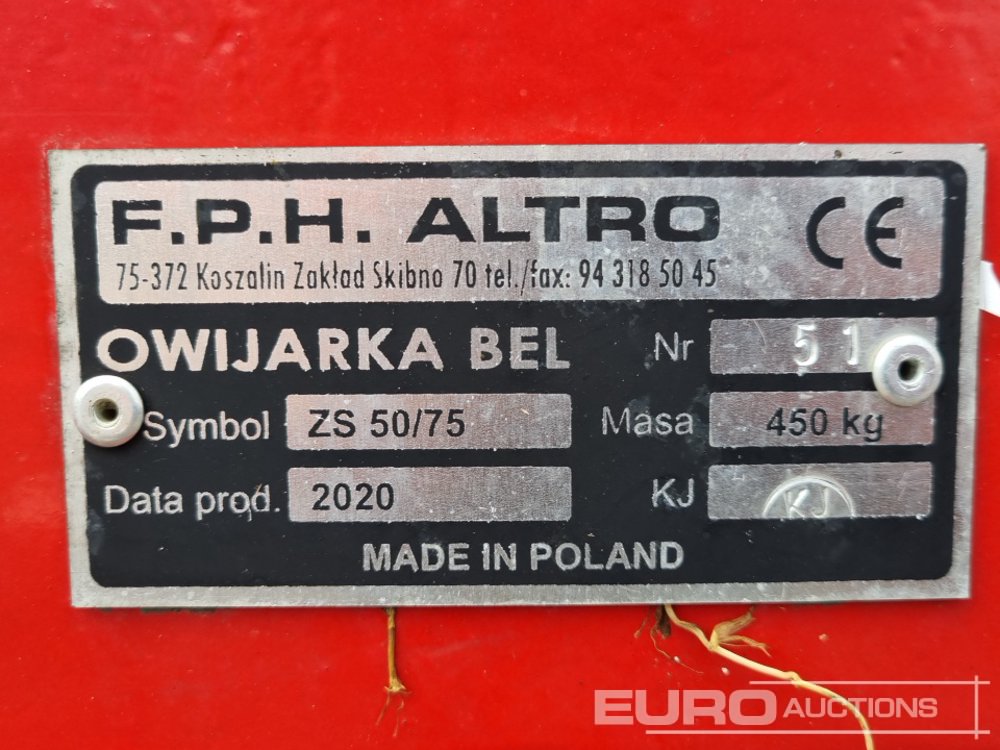 F.P.H. ALTRO CE
75-372 Koszalin Zakład Skibno 70 tel./fax: 94 318 50 45
OWIJARKA BEL Nr 51
Symbol ZS 50/75 Masa 450 kg
Data prod. 2020 KJ KJ
MADE IN POLAND
EURO AUCTIONS